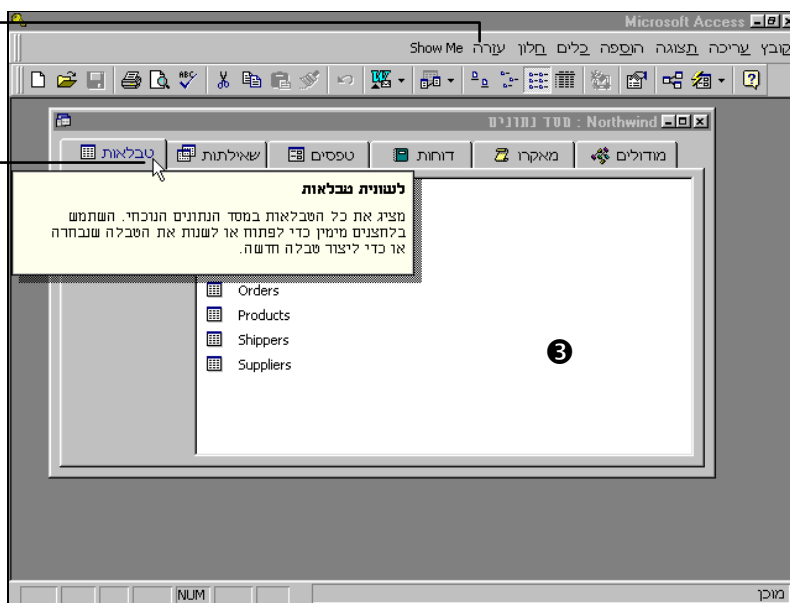 Microsoft Access
קובץ עריכה תצוגה הוספה כלים חלון עזרה Show Me
ABC
Northwind : מסד נתונים
טבלאות שאילתות טפסים דוחות מאקרו מודולים
לשונית טבלאות
מציג את כל הטבלאות במסד הנתונים הנוכחי. השתמש
בלחצנים מימין כדי לפתוח או לשנות את הטבלה שנבחרה
או כדי ליצור טבלה חדשה.
Orders
Products
Shippers
Suppliers
3
מוכן
NUM